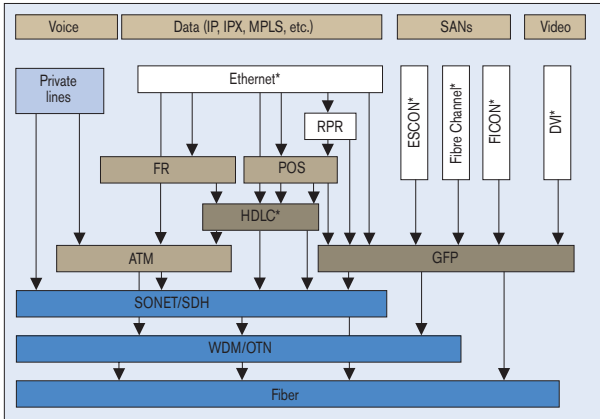 Voice
Data (IP, IPX, MPLS, etc.)
SANs
Video
Private
lines
Ethernet*
RPR
ESCON*
Fibre Channel*
FICON*
DVI*
FR
POS
HDLC*
ATM
GFP
SONET/SDH
WDM/OTN
Fiber